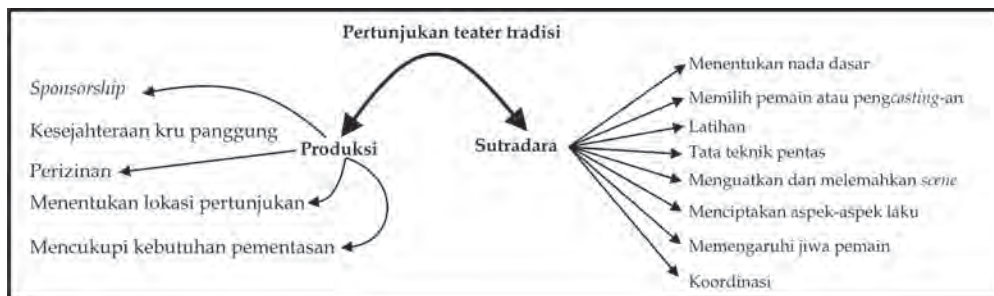 Pertunjukan teater tradisi
Sponsorship
Kesejahteraan kru panggung
Produksi
Perizinan
Menentukan lokasi pertunjukan
Mencukupi kebutuhan pementasan
Sutradara
Menentukan nada dasar
Memilih pemain atau pengcasting-an
Latihan
Tata teknik pentas
Menguatkan dan melemahkan scene
Menciptakan aspek-aspek laku
Memengaruhi jiwa pemain
Koordinasi